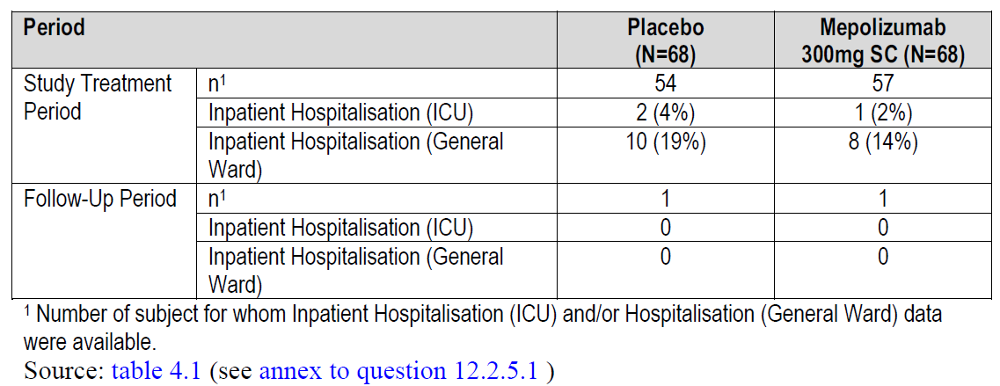 Period Placebo (N=68) Mepolizumab 300mg SC (N=68)
Study Treatment Period n¹ 54 57
Inpatient Hospitalisation (ICU) 2 (4%) 1 (2%)
Inpatient Hospitalisation (General Ward) 10 (19%) 8 (14%)
Follow-Up Period n¹ 1 1
Inpatient Hospitalisation (ICU) 0 0
Inpatient Hospitalisation (General Ward) 0 0
¹ Number of subject for whom Inpatient Hospitalisation (ICU) and/or Hospitalisation (General Ward) data
were available.
Source: table 4.1 (see annex to question 12.2.5.1 )